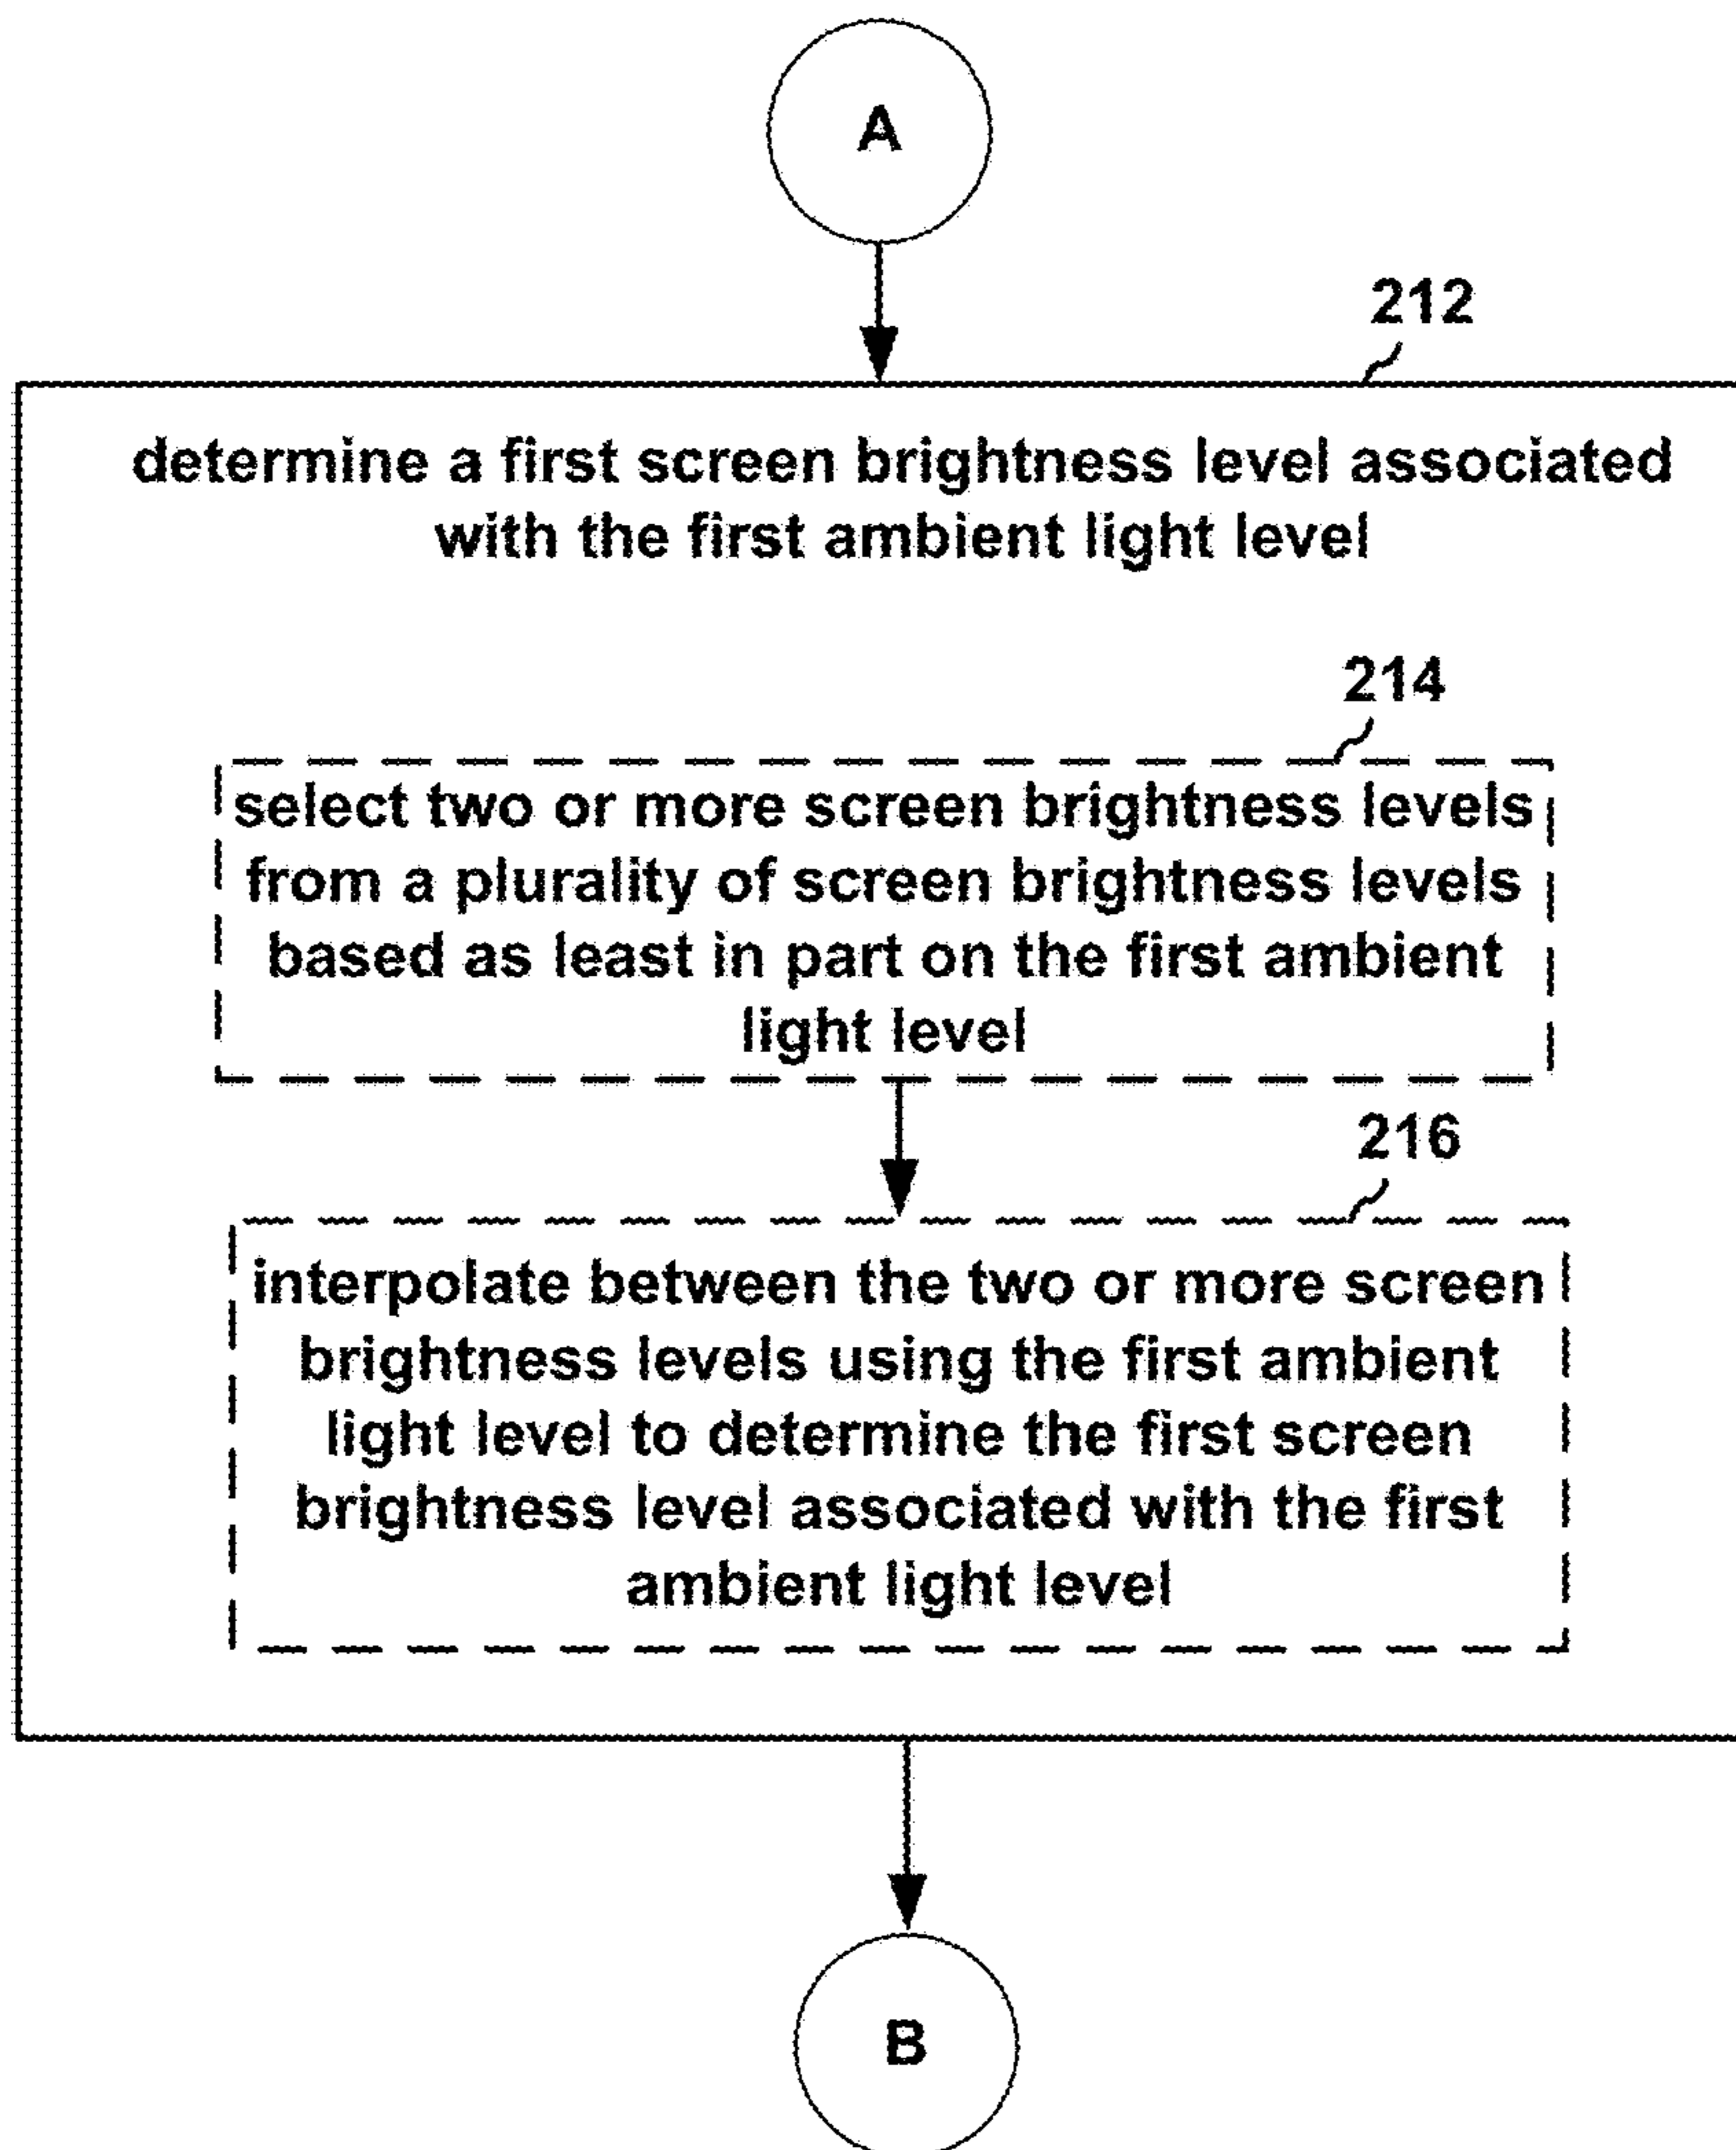 A
212
determine a first screen brightness level associated
with the first ambient light level
214
select two or more screen brightness levels
from a plurality of screen brightness levels
based as least in part on the first ambient
light level
216
interpolate between the two or more screen
brightness levels using the first ambient
light level to determine the first screen
brightness level associated with the first
ambient light level
B